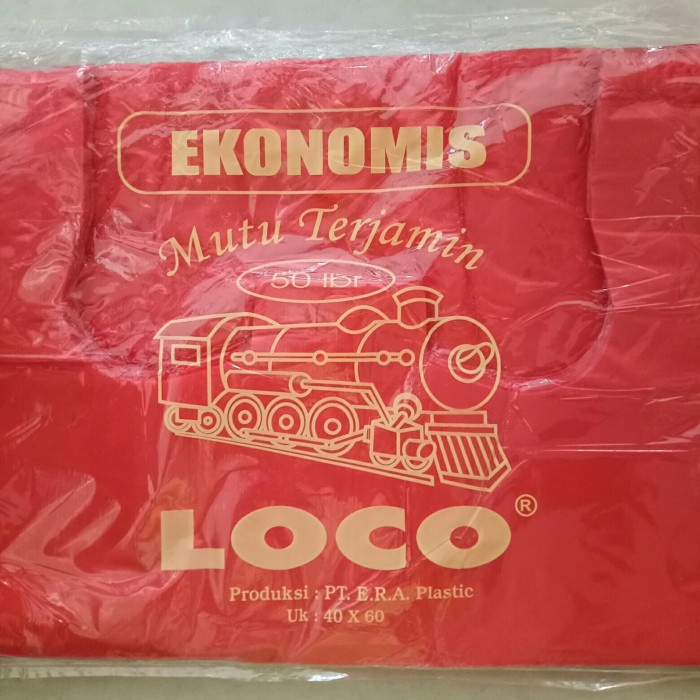 EKONOMIS
Mutu Terjamin
50 lbr
LOCO®
Produksi : PT. E.R.A. Plastic
Uk : 40 X 60